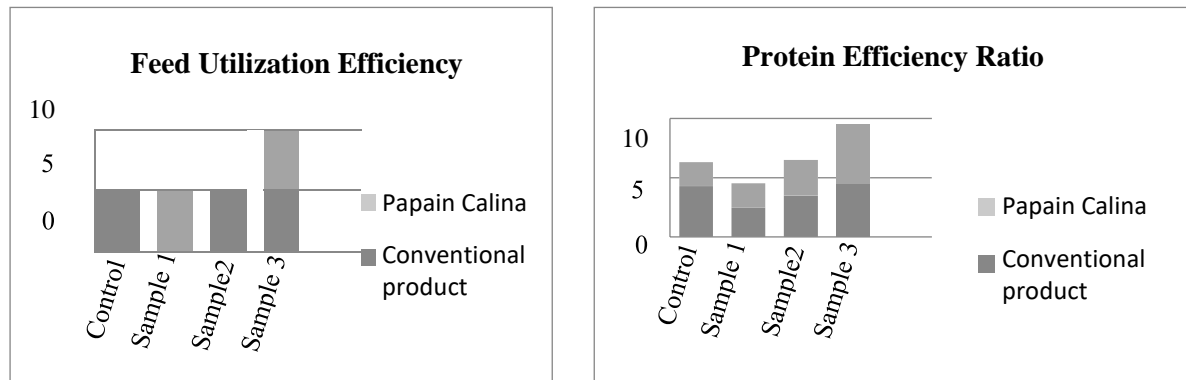 Feed Utilization Efficiency
10
5
0
Control
Sample 1
Sample2
Sample 3
Papain Calina
Conventional
product
Protein Efficiency Ratio
10
5
0
Control
Sample 1
Sample2
Sample 3
Papain Calina
Conventional
product